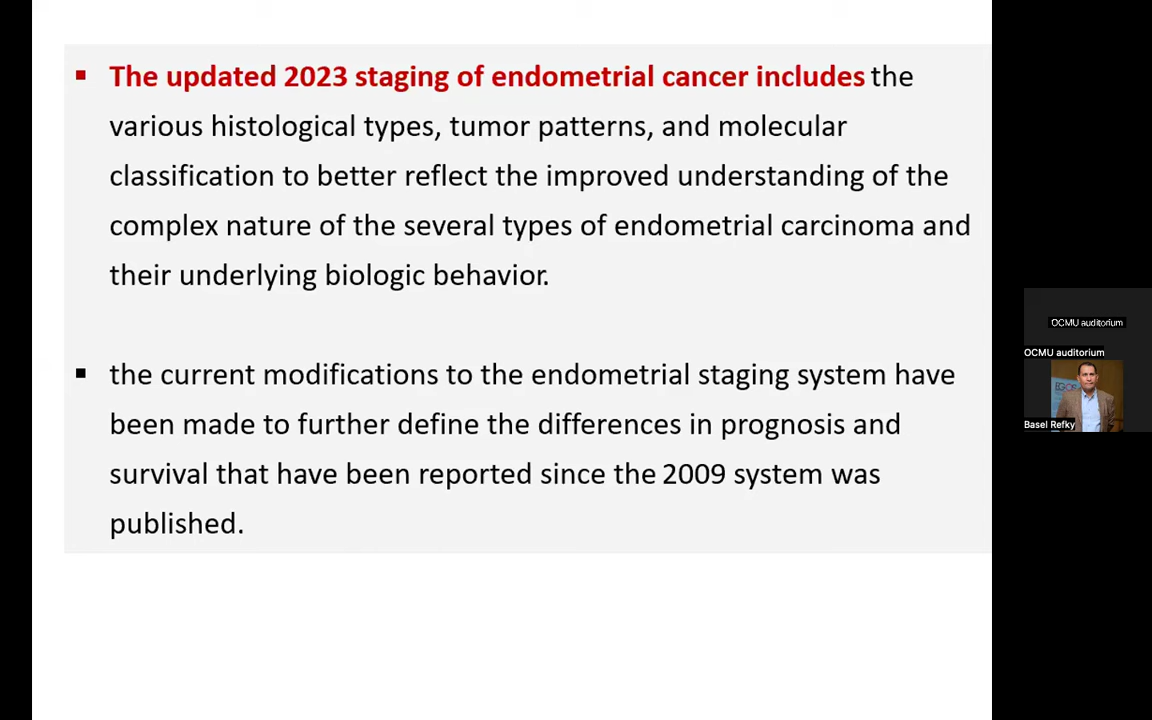 ▪ The updated 2023 staging of endometrial cancer includes the
various histological types, tumor patterns, and molecular
classification to better reflect the improved understanding of the
complex nature of the several types of endometrial carcinoma and
their underlying biologic behavior.
▪ the current modifications to the endometrial staging system have
been made to further define the differences in prognosis and
survival that have been reported since the 2009 system was
published.
OCMU auditorium
OCMU auditorium
Basel Refky